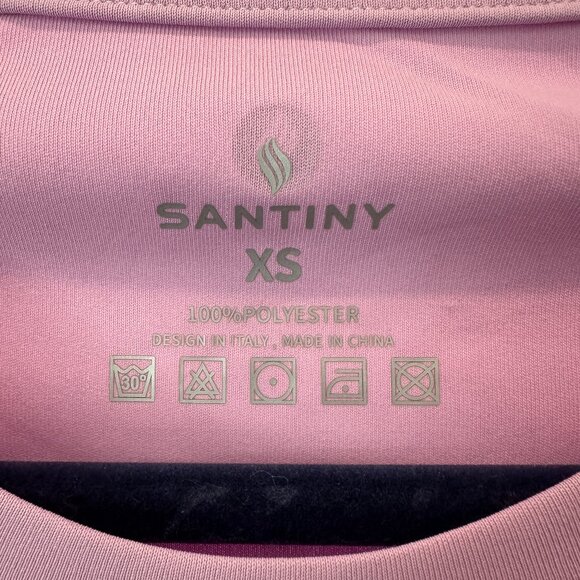 SANTINY
XS
100%POLYESTER
DESIGN IN ITALY , MADE IN CHINA
30°